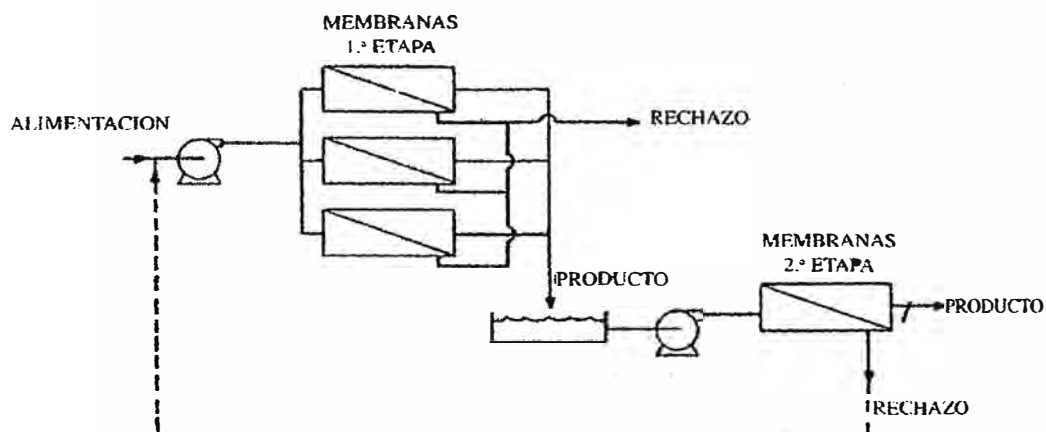 MEMBRANAS
1.ª ETAPA
ALIMENTACION
RECHAZO
MEMBRANAS
2.ª ETAPA
PRODUCTO
PRODUCTO
RECHAZO